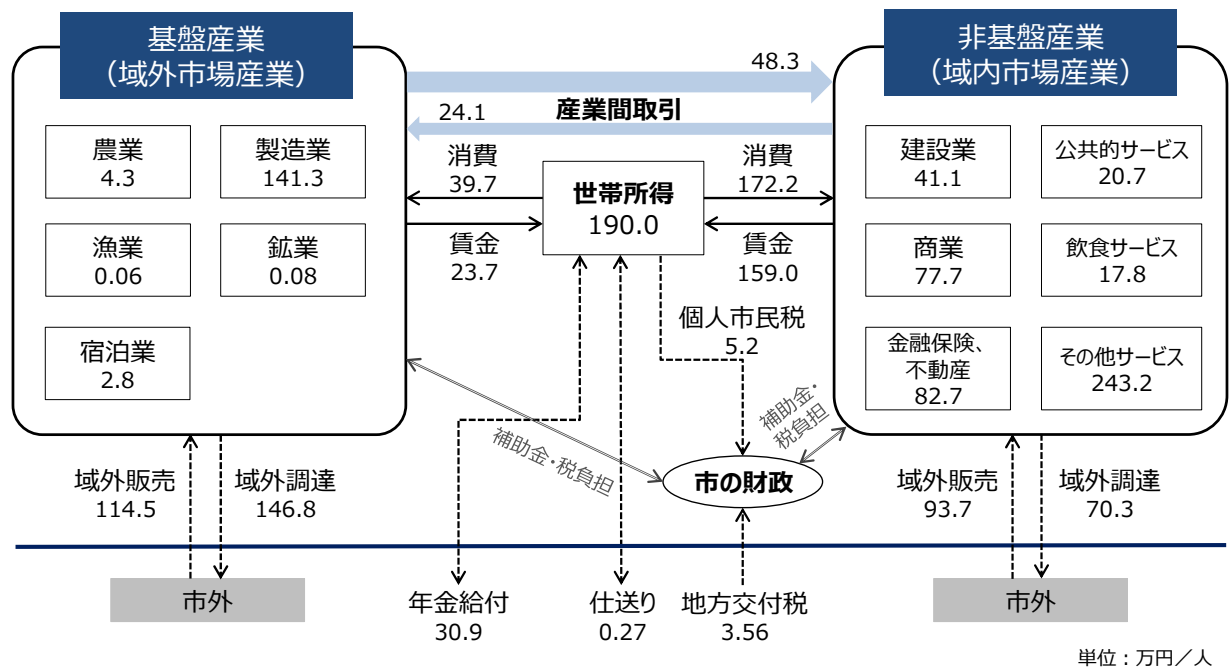 基盤産業
（域外市場産業）
農業
4.3
製造業
141.3
漁業
0.06
鉱業
0.08
宿泊業
2.8
48.3
24.1
産業間取引
消費
39.7
賃金
23.7
世帯所得
190.0
消費
172.2
賃金
159.0
非基盤産業
（域内市場産業）
建設業
41.1
公共的サービス
20.7
商業
77.7
飲食サービス
17.8
金融保険、
不動産
82.7
その他サービス
243.2
個人市民税
5.2
補助金・税負担
補助金・
税負担
市の財政
域外販売
114.5
域外調達
146.8
域外販売
93.7
域外調達
70.3
市外
年金給付
30.9
仕送り
0.27
地方交付税
3.56
市外
単位：万円／人